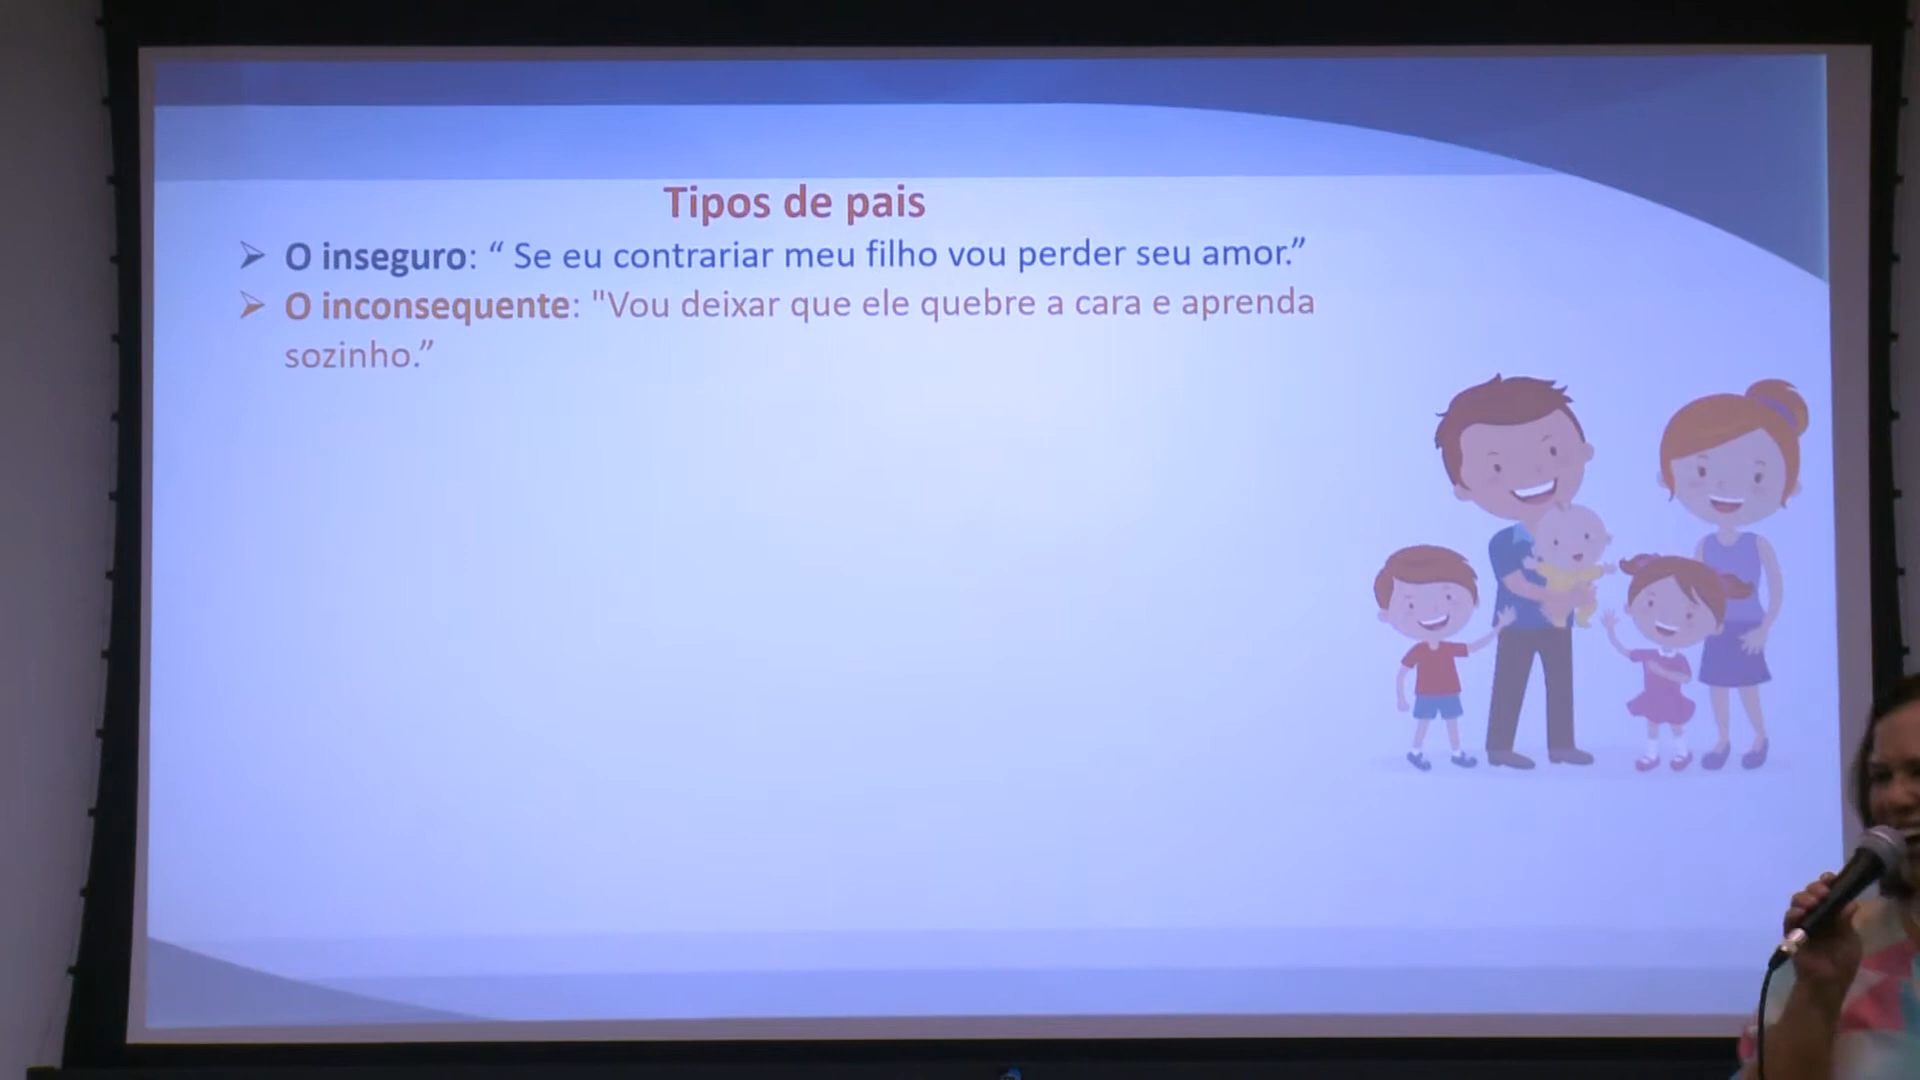 Tipos de pais
➢ O inseguro: “ Se eu contrariar meu filho vou perder seu amor.”
➢ O inconsequente: "Vou deixar que ele quebre a cara e aprenda
sozinho.”